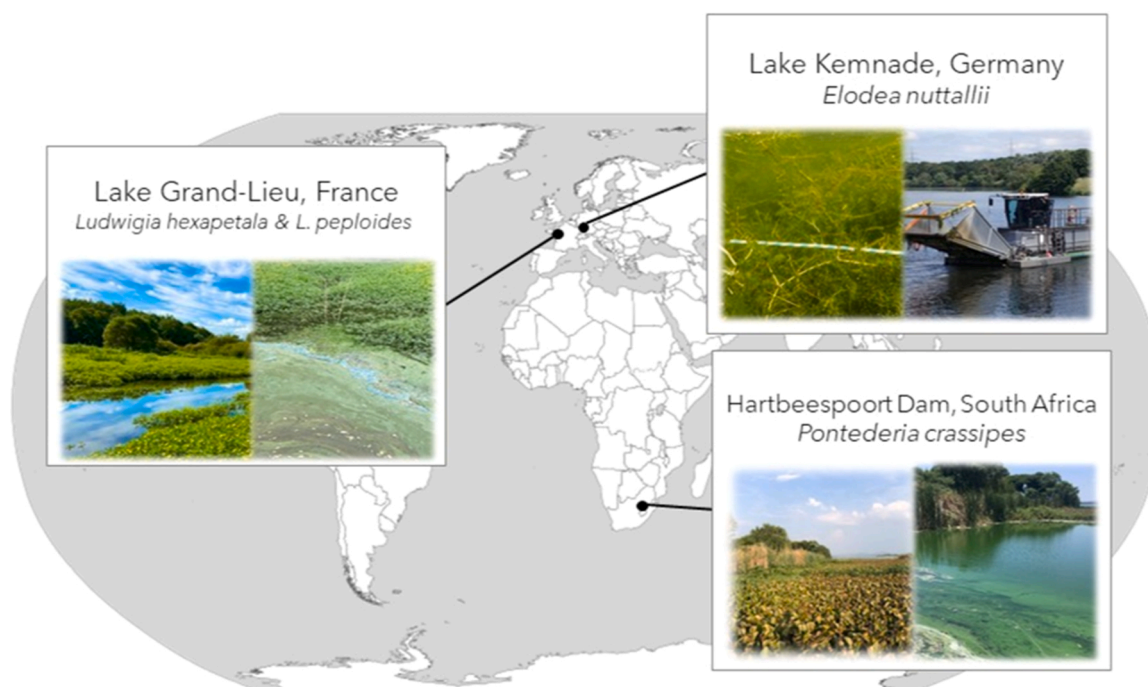 Lake Kemnade, Germany
Elodea nuttallii
Lake Grand-Lieu, France
Ludwigia hexapetala & L. peploides
Hartbeespoort Dam, South Africa
Pontederia crassipes